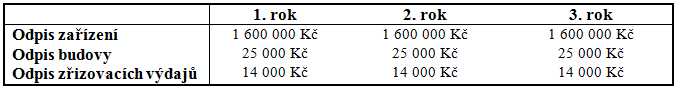 1. rok 2. rok 3. rok
Odpis zařízení 1 600 000 Kč 1 600 000 Kč 1 600 000 Kč
Odpis budovy 25 000 Kč 25 000 Kč 25 000 Kč
Odpis zřizovacích výdajů 14 000 Kč 14 000 Kč 14 000 Kč